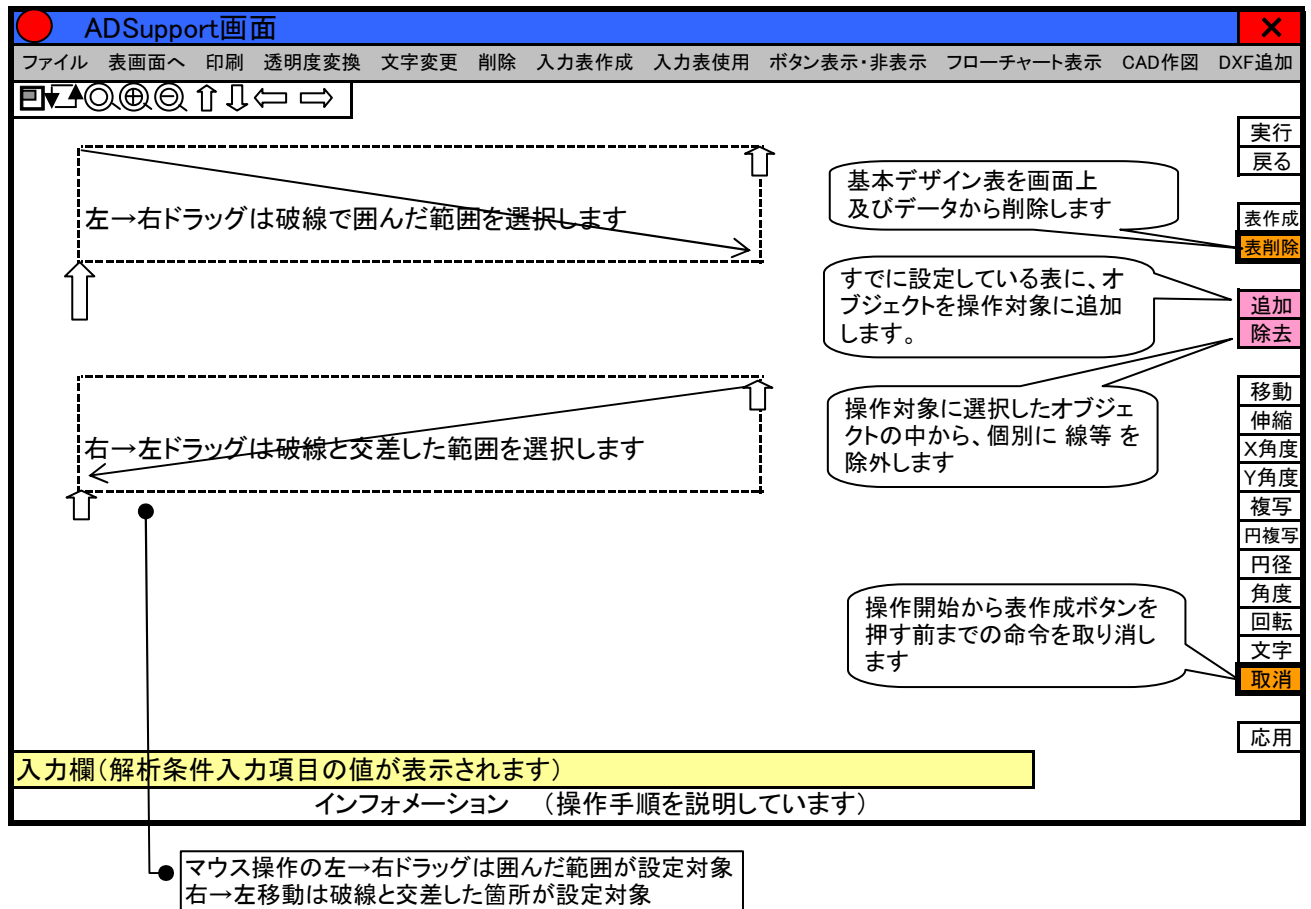 ADSupport画面
ファイル 表画面へ 印刷 透明度変換 文字変更 削除 入力表作成 入力表使用 ボタン表示・非表示 フローチャート表示 CAD作図 DXF追加
左→右ドラッグは破線で囲んだ範囲を選択します
右→左ドラッグは破線と交差した範囲を選択します
基本デザイン表を画面上
及びデータから削除します
すでに設定している表に、オ
ブジェクトを操作対象に追加
します。
操作対象に選択したオブジェ
クトの中から、個別に 線等 を
除外します
操作開始から表作成ボタンを
押す前までの命令を取り消し
ます
実行
戻る
表作成
表削除
追加
除去
移動
伸縮
X角度
Y角度
複写
円複写
円径
角度
回転
文字
取消
応用
入力欄(解析条件入力項目の値が表示されます)
インフォメーション (操作手順を説明しています)
マウス操作の左→右ドラッグは囲んだ範囲が設定対象
右→左移動は破線と交差した箇所が設定対象